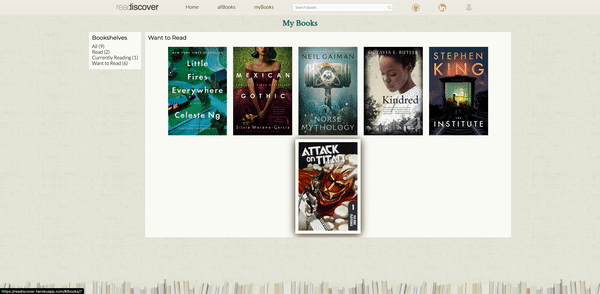 readiscover
Home
allBooks
myBooks
Search books
My Books
Bookshelves
All (9)
Read (2)
Currently Reading (1)
Want to Read (6)
Want to Read
Little
Fires
Everywhere
Celeste Ng
MEXICAN
GOTHIC
Silvia Moreno-Garcia
NEIL GAIMAN
NORSE
MYTHOLOGY
OCTAVIA E. BUTLER
Kindred
STEPHEN
KING
THE
INSTITUTE
ATTACK
ON TITAN
1
https://readiscover.herokuapp.com/#/books/7